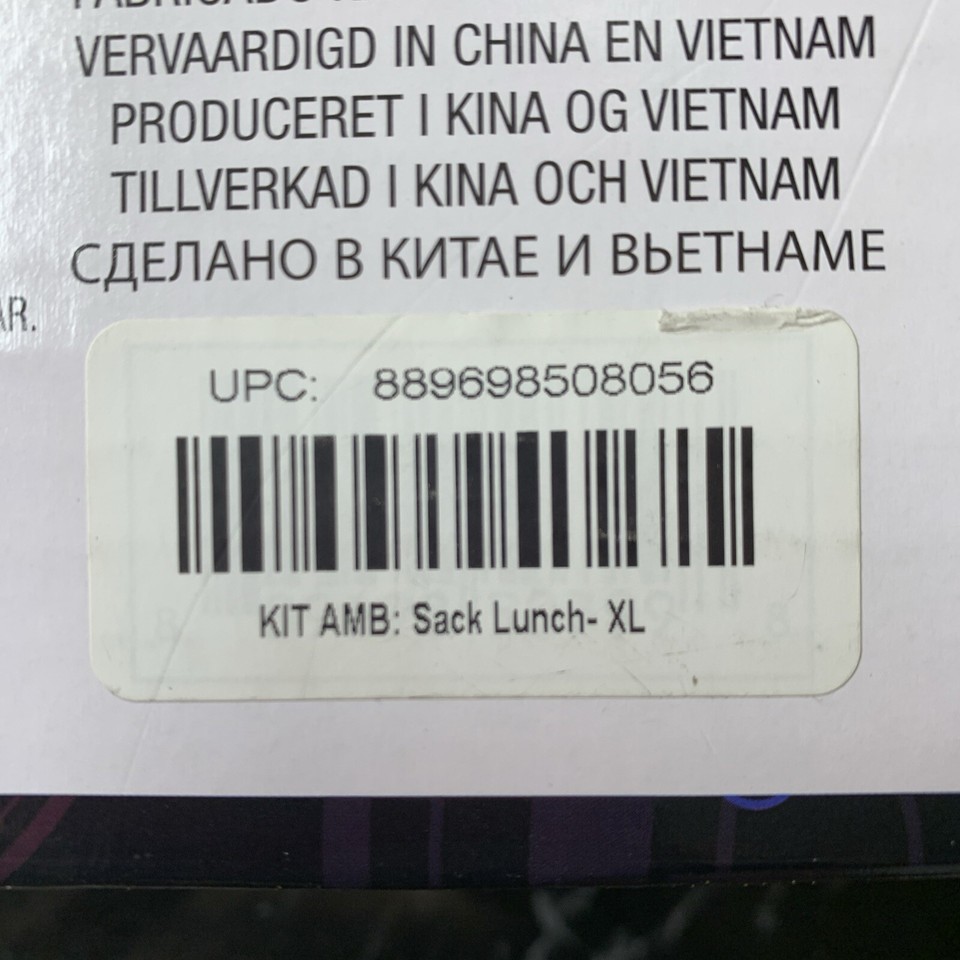 VERVAARDIGD IN CHINA EN VIETNAM
PRODUCERET I KINA OG VIETNAM
TILLVERKAD I KINA OCH VIETNAM
СДЕЛАНО В КИТАЕ И ВЬЕТНАМЕ
AR.
UPC: 889698508056
KIT AMB: Sack Lunch- XL